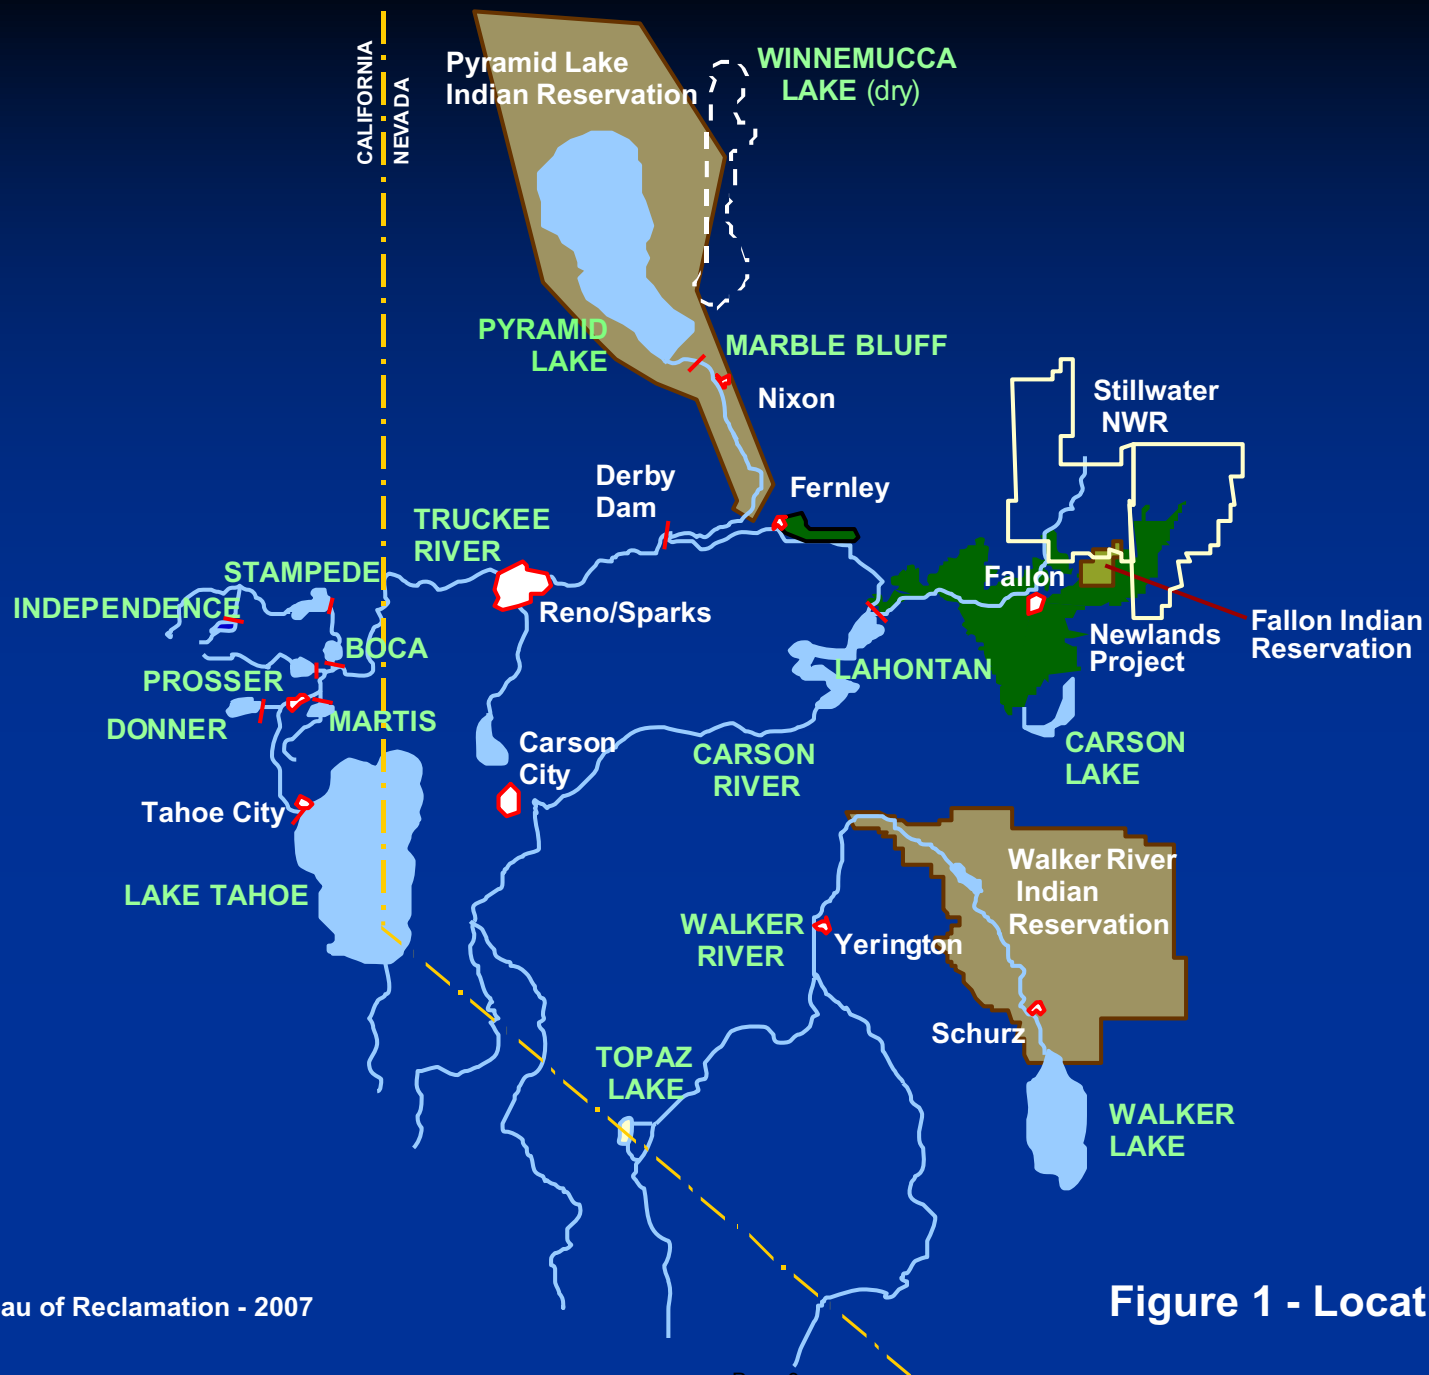 CALIFORNIA
NEVADA
Pyramid Lake
Indian Reservation
WINNEMUCCA
LAKE (dry)
PYRAMID
LAKE
MARBLE BLUFF
Nixon
Stillwater
NWR
Derby
Dam
Fernley
TRUCKEE
RIVER
STAMPEDE
INDEPENDENCE
Reno/Sparks
Fallon
BOCA
PROSSER
DONNER
MARTIS
LAHONTAN
Newlands
Project
Fallon Indian
Reservation
Carson
City
CARSON
RIVER
CARSON
LAKE
Tahoe City
LAKE TAHOE
Walker River
Indian
Reservation
WALKER
RIVER
Yerington
Schurz
TOPAZ
LAKE
WALKER
LAKE
au of Reclamation - 2007
Figure 1 - Locat